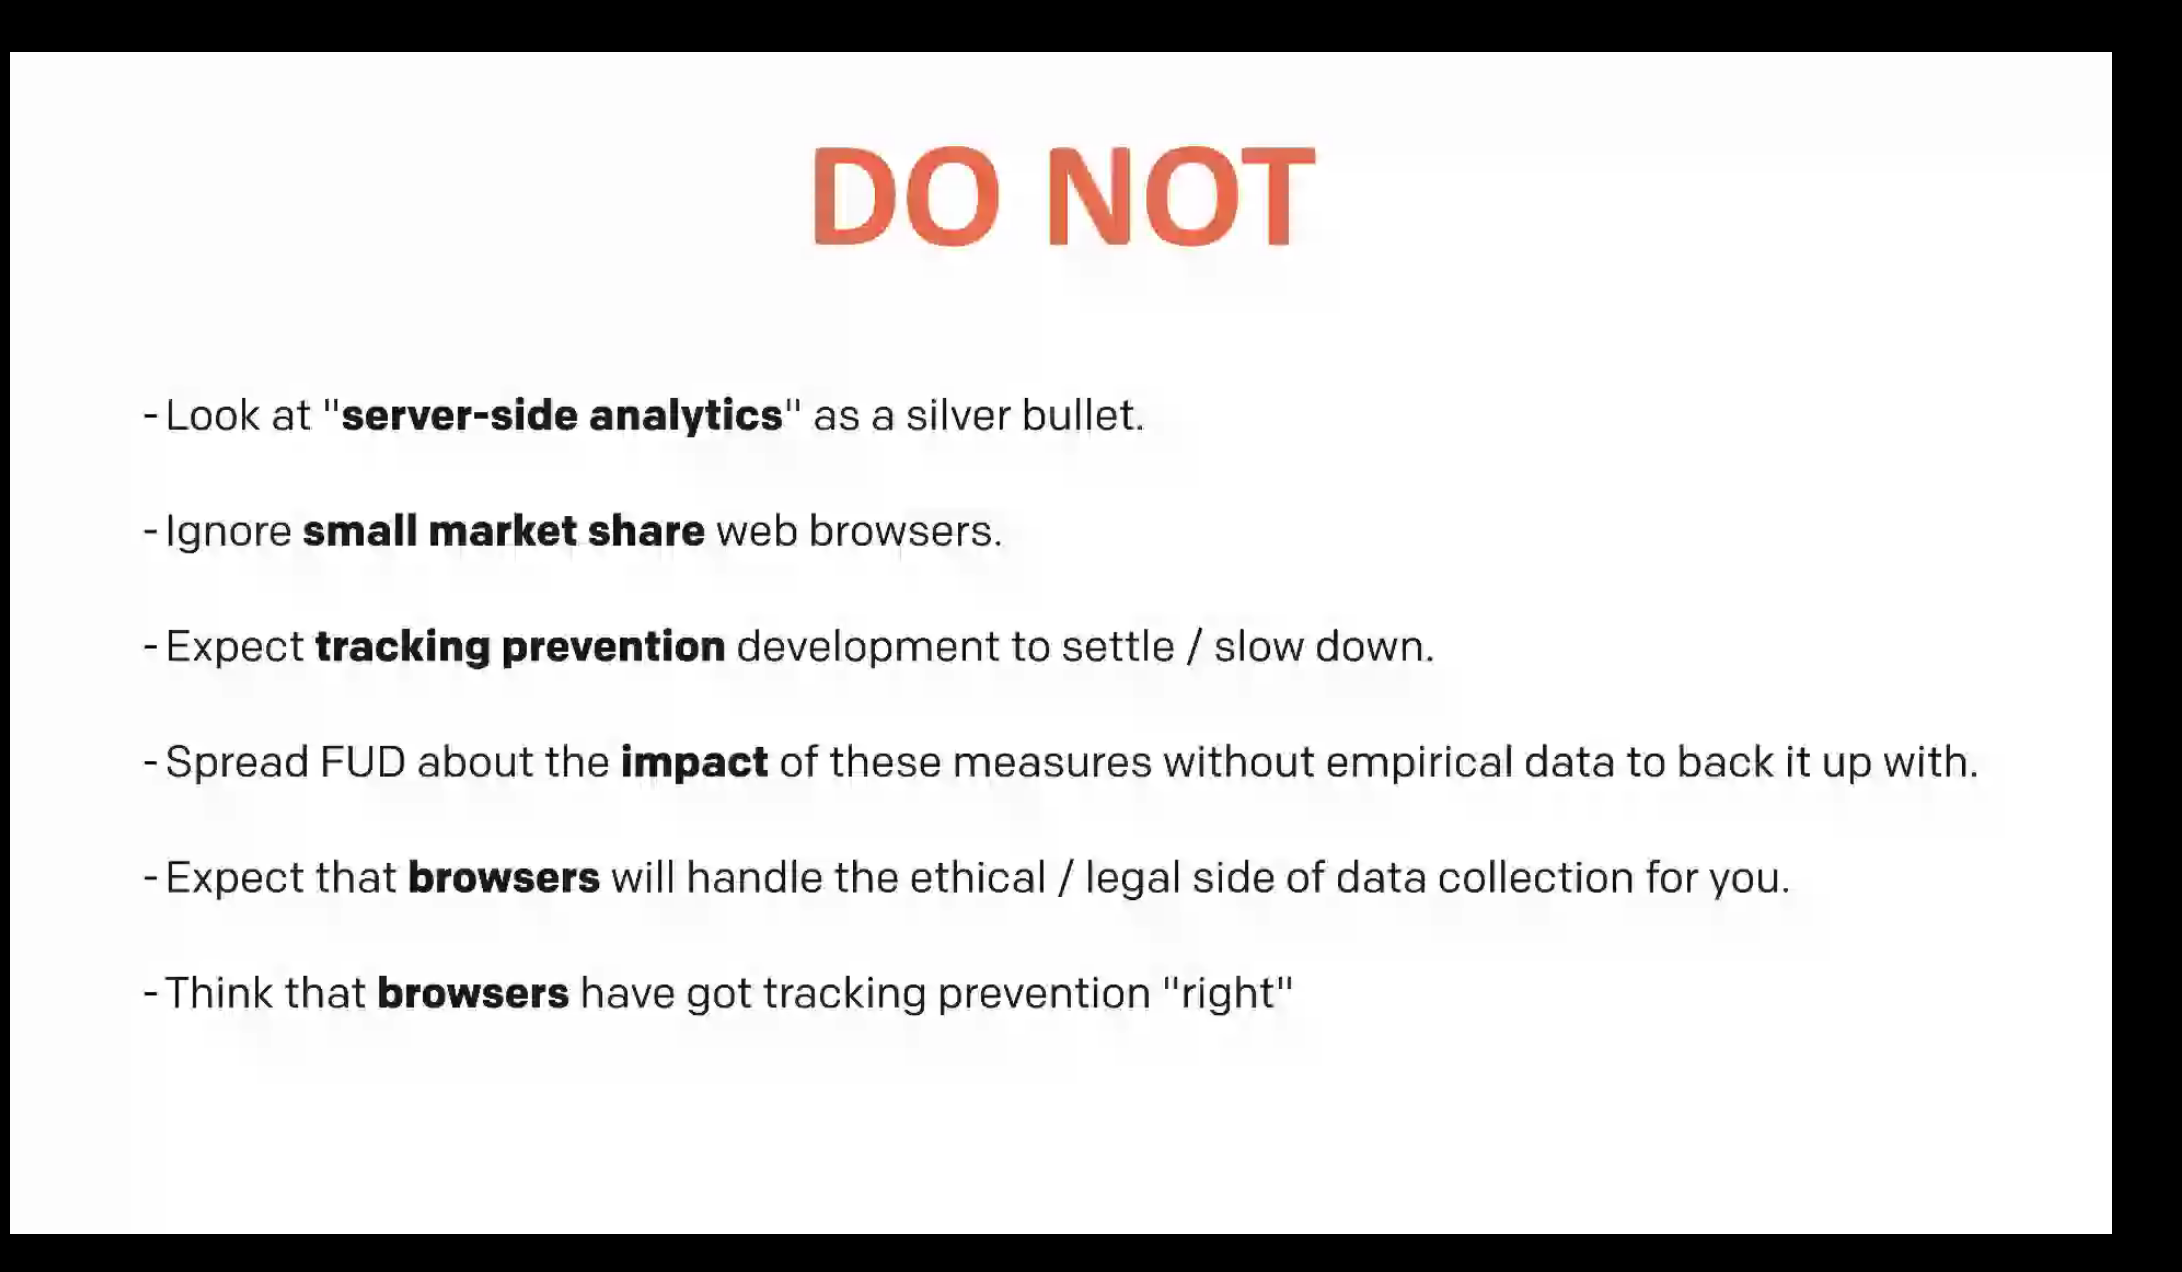 DO NOT
- Look at "server-side analytics" as a silver bullet.
- Ignore small market share web browsers.
- Expect tracking prevention development to settle / slow down.
- Spread FUD about the impact of these measures without empirical data to back it up with.
- Expect that browsers will handle the ethical / legal side of data collection for you.
- Think that browsers have got tracking prevention "right"